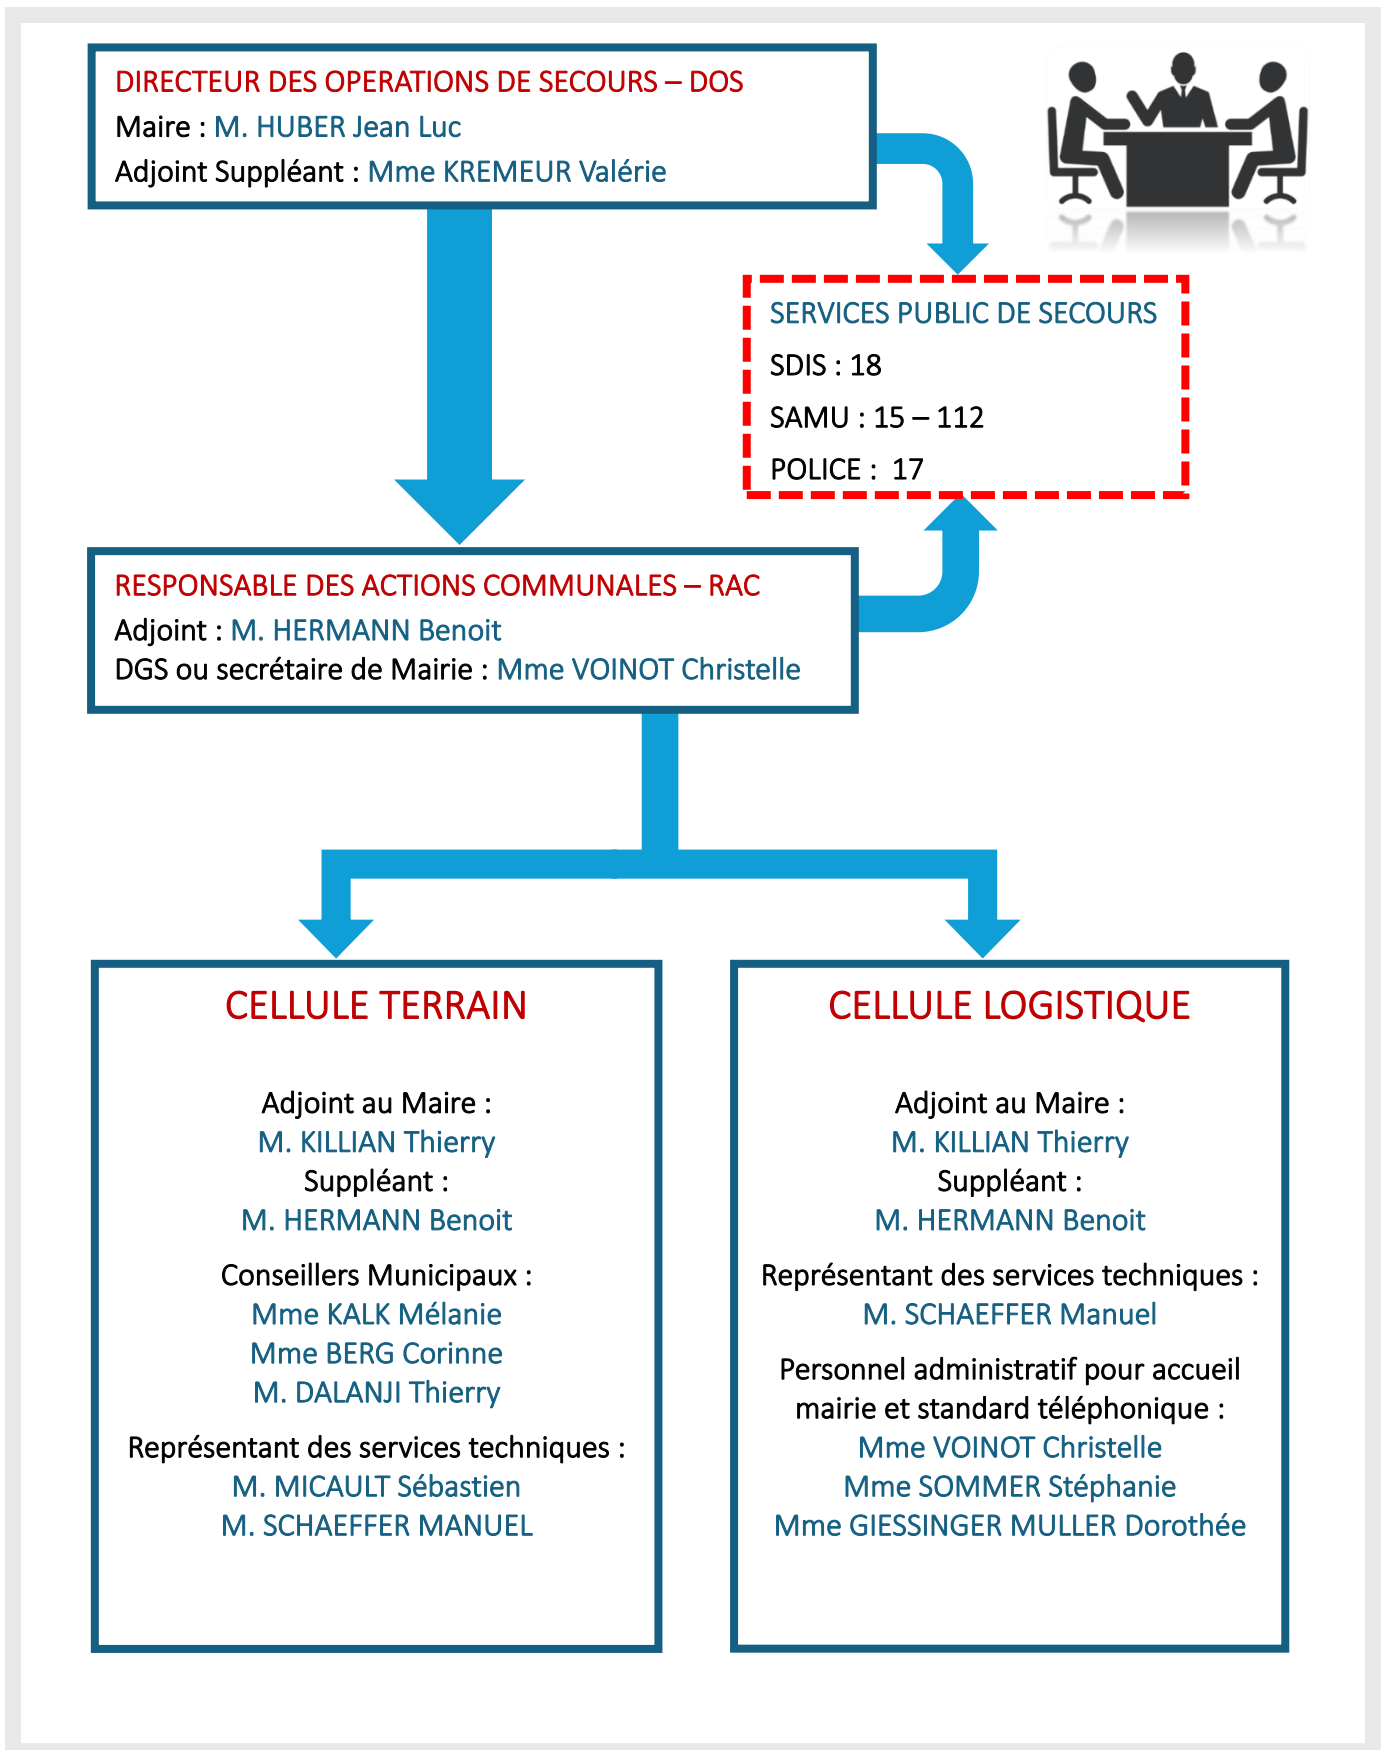 DIRECTEUR DES OPERATIONS DE SECOURS – DOS
Maire : M. HUBER Jean Luc
Adjoint Suppléant : Mme KREMEUR Valérie
SERVICES PUBLIC DE SECOURS
SDIS : 18
SAMU : 15 – 112
POLICE :  17
RESPONSABLE DES ACTIONS COMMUNALES – RAC
Adjoint : M. HERMANN Benoit
DGS ou secrétaire de Mairie : Mme VOINOT Christelle
CELLULE TERRAIN
Adjoint au Maire :
M. KILLIAN Thierry
Suppléant :
M. HERMANN Benoit
Conseillers Municipaux :
Mme KALK Mélanie
Mme BERG Corinne
M. DALANJI Thierry
Représentant des services techniques :
M. MICAULT Sébastien
M. SCHAEFFER MANUEL
CELLULE LOGISTIQUE
Adjoint au Maire :
M. KILLIAN Thierry
Suppléant :
M. HERMANN Benoit
Représentant des services techniques :
M. SCHAEFFER Manuel
Personnel administratif pour accueil
mairie et standard téléphonique :
Mme VOINOT Christelle
Mme SOMMER Stéphanie
Mme GIESSINGER MULLER Dorothée